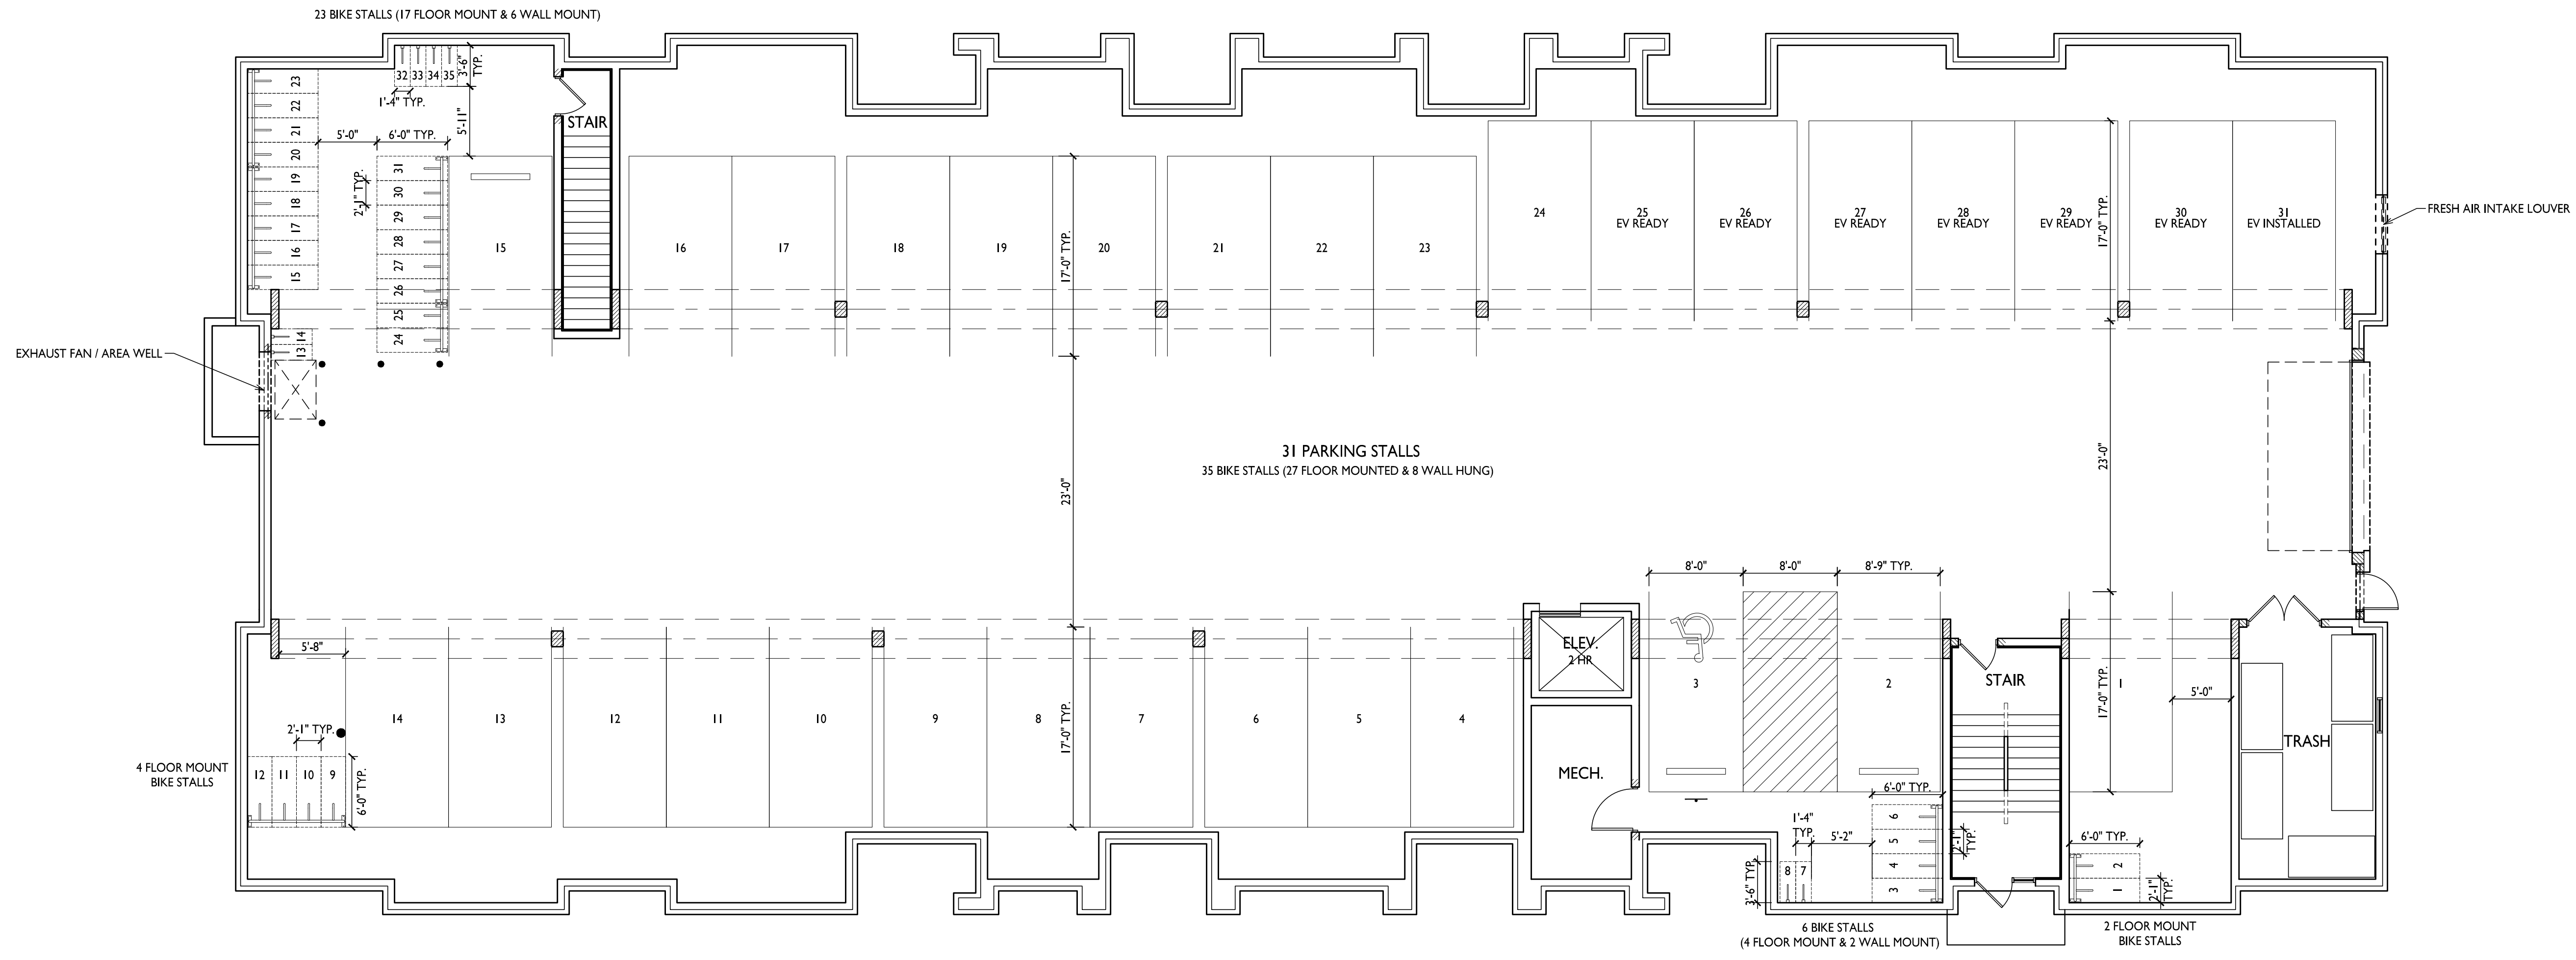 23 BIKE STALLS (17 FLOOR MOUNT & 6 WALL MOUNT)
32 33 34 35
3'-6" TYP.
1'-4" TYP.
5'-11"
23
22
21
20
19
18
17
16
15
5'-0"
6'-0" TYP.
2'-1" TYP.
31
30
29
28
27
26
25
24
14
13
STAIR
15
16
17
18
19
20
17'-0" TYP.
21
22
23
24
25
EV READY
26
EV READY
27
EV READY
28
EV READY
29
EV READY
17'-0" TYP.
30
EV READY
31
EV INSTALLED
FRESH AIR INTAKE LOUVER
EXHAUST FAN / AREA WELL
31 PARKING STALLS
35 BIKE STALLS (27 FLOOR MOUNTED & 8 WALL HUNG)
23'-0"
23'-0"
8'-0"
8'-0"
8'-9" TYP.
5'-8"
14
13
12
11
10
9
8
7
17'-0" TYP.
6
5
4
ELEV.
2 HR
MECH.
3
2
STAIR
1
17'-0" TYP.
5'-0"
TRASH
2'-1" TYP.
12 11 10 9
6'-0" TYP.
4 FLOOR MOUNT
BIKE STALLS
6'-0" TYP.
1'-4"
TYP.
5'-2"
3'-6" TYP.
8 7
6
5
4
3
2'-1"
TYP.
6'-0" TYP.
2
1
2'-1"
TYP.
6 BIKE STALLS
(4 FLOOR MOUNT & 2 WALL MOUNT)
2 FLOOR MOUNT
BIKE STALLS